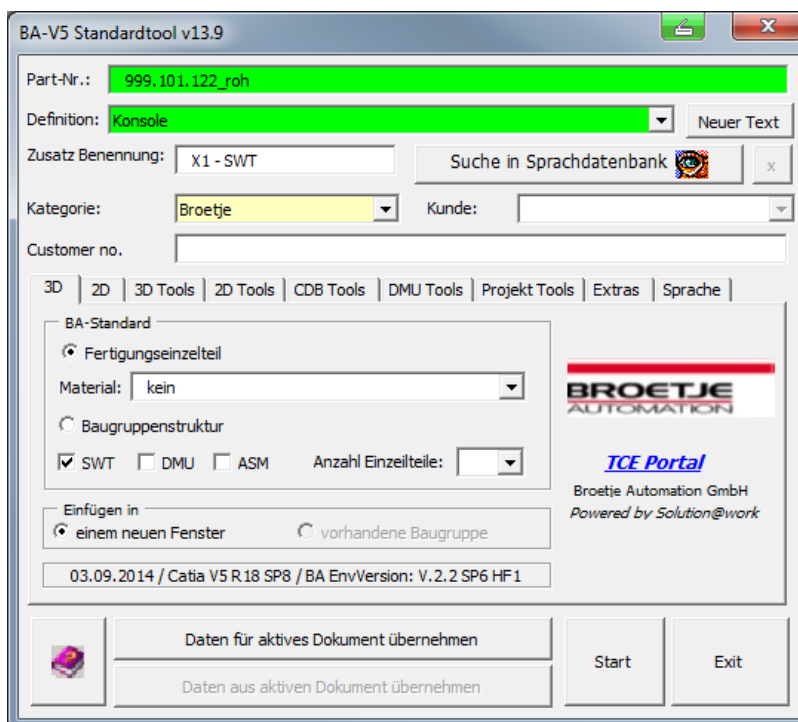 BA-V5 Standardtool v13.9
Part-Nr.: 999.101.122_roh
Definition: Konsole Neuer Text
Zusatz Benennung: X1 - SWT Suche in Sprachdatenbank x
Kategorie: Broetje Kunde:
Customer no.
3D 2D 3D Tools 2D Tools CDB Tools DMU Tools Projekt Tools Extras Sprache
BA-Standard
Fertigungseinzelteil
Material: kein
Baugruppenstruktur
SWT DMU ASM Anzahl Einzeilteile:
BROETJE
AUTOMATION
TCE Portal
Broetje Automation GmbH
Powered by Solution@work
Einfügen in
einem neuen Fenster vorhandene Baugruppe
03.09.2014 / Catia V5 R18 SP8 / BA EnvVersion: V.2.2 SP6 HF1
Daten für aktives Dokument übernehmen
Daten aus aktiven Dokument übernehmen
Start Exit